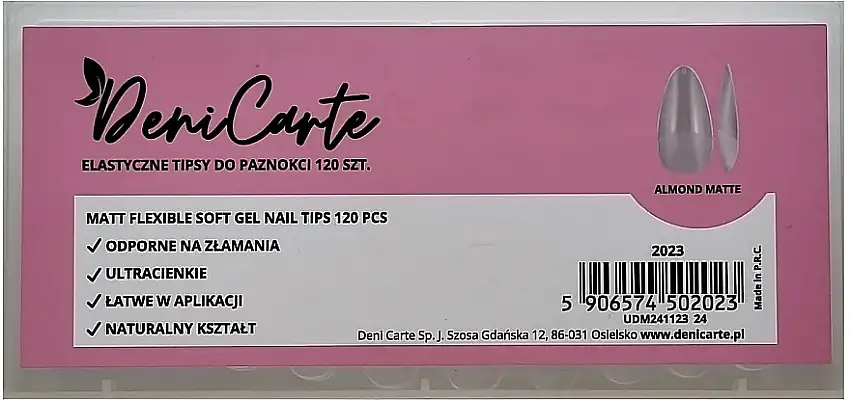 DeniCarte
ELASTYCZNE TIPSY DO PAZNOKCI 120 SZT.
ALMOND MATTE
MATT FLEXIBLE SOFT GEL NAIL TIPS 120 PCS
✓ ODPORNE NA ZŁAMANIA
✓ ULTRACIENKIE
✓ ŁATWE W APLIKACJI
✓ NATURALNY KSZTAŁT
2023
5 906574 502023
UDM241123 24
Made in P.R.C.
Deni Carte Sp. J. Szosa Gdańska 12, 86-031 Osielsko www.denicarte.pl